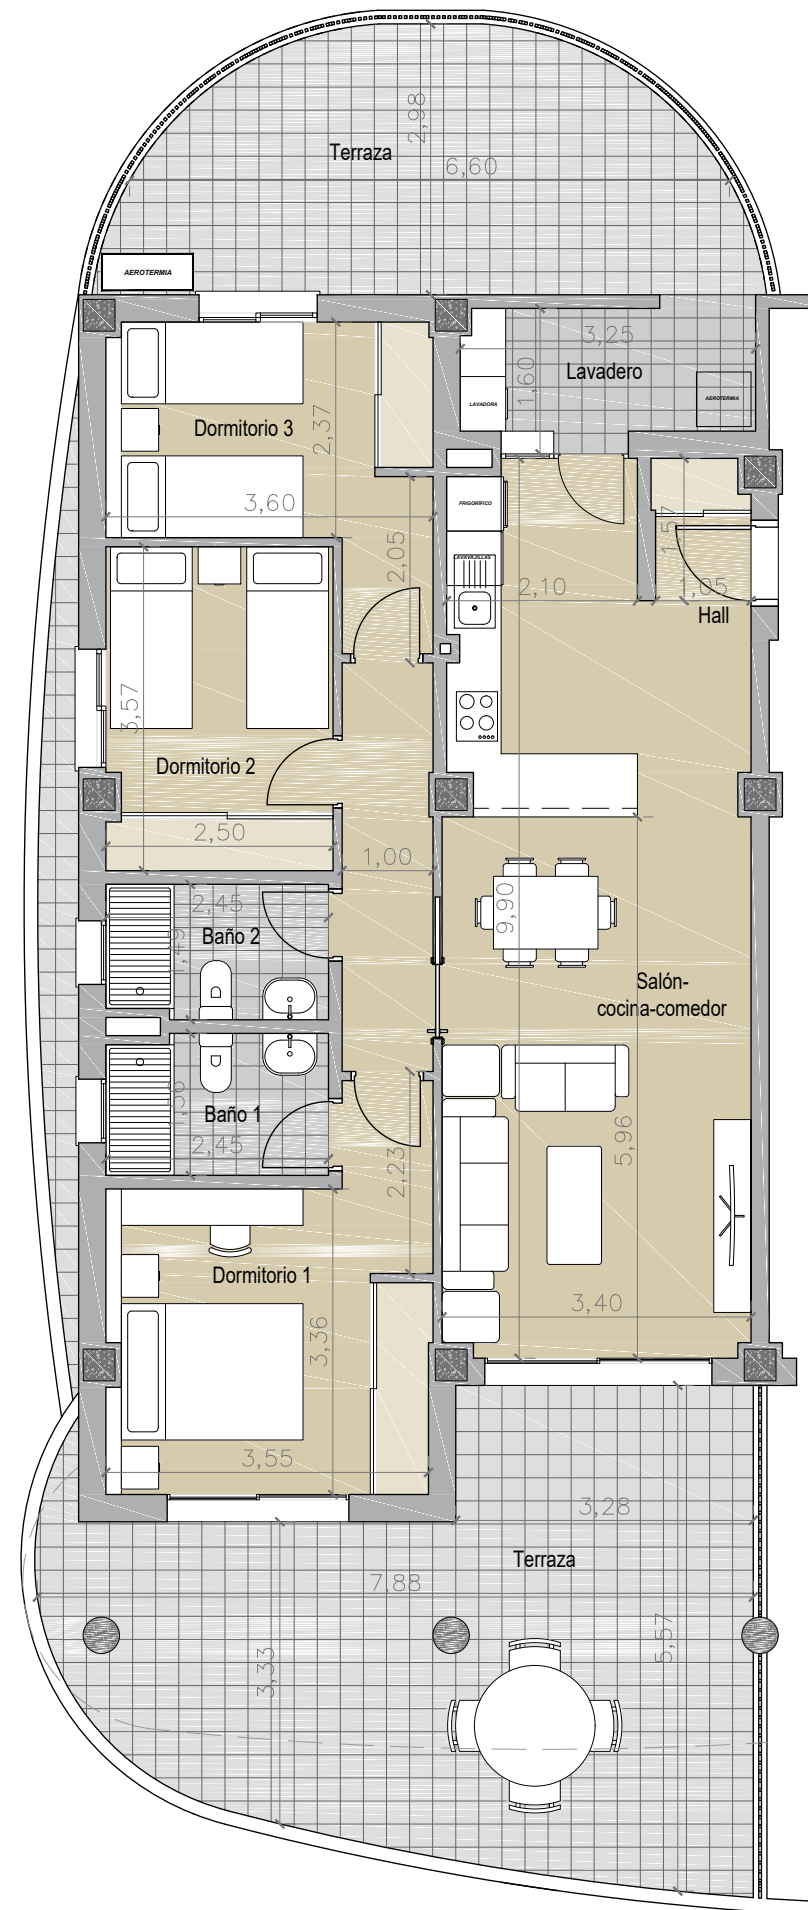 2,98
Terraza
6,60
AEROTERMIA
3,25
1,60
Lavadero
LAVADORA
AEROTERMIA
Dormitorio 3
2,37
3,60
FRIGORÍFICO
1,57
2,05
LAVAVAJILLAS
2,10
1,05
Hall
3,57
Dormitorio 2
2,50
1,00
2,45
1,49
Baño 2
9,90
Salón-
cocina-comedor
Baño 1
2,45
5,96
2,23
Dormitorio 1
3,36
3,40
3,55
3,28
Terraza
7,88
5,57
3,33